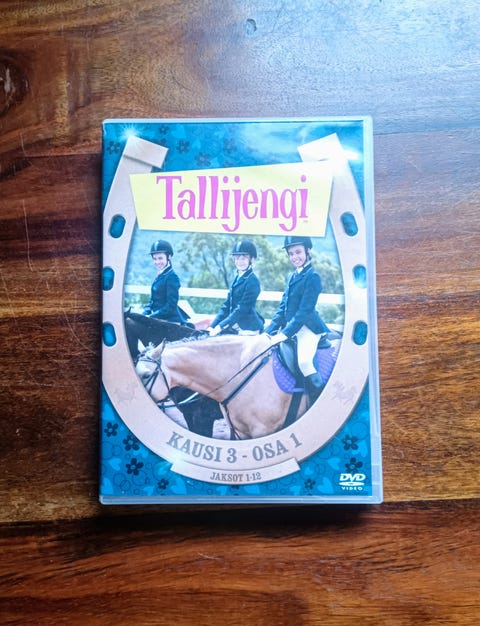 Tallijengi
KAUSI 3 - OSA 1
JAKSOT 1-12
DVD
VIDEO